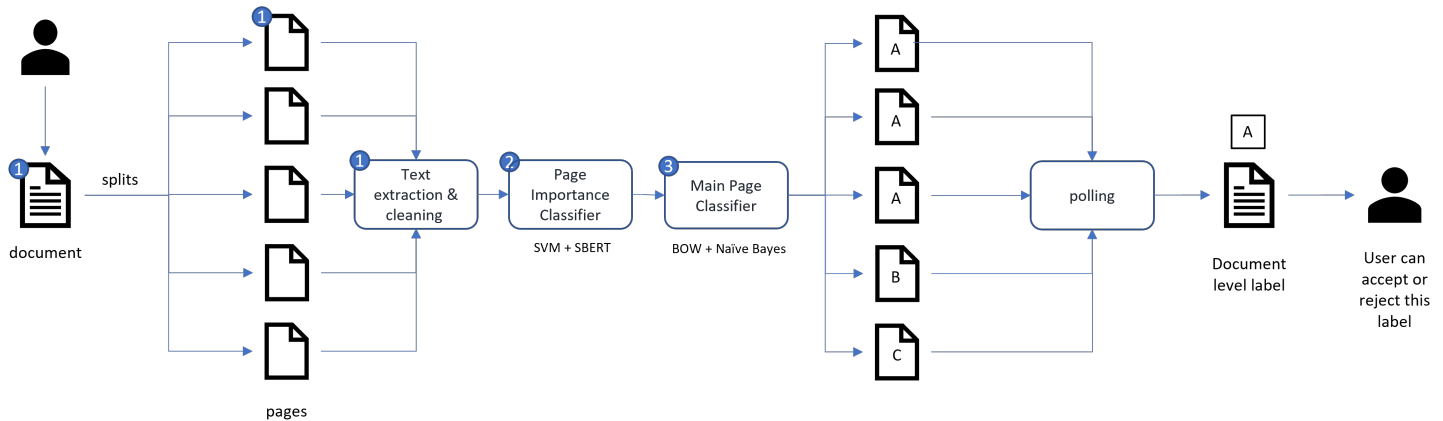 1
1
document
splits
pages
1
Text
extraction &
cleaning
2
Page
Importance
Classifier
SVM + SBERT
3
Main Page
Classifier
BOW + Naïve Bayes
A
A
A
B
C
polling
A
Document
level label
User can
accept or
reject this
label